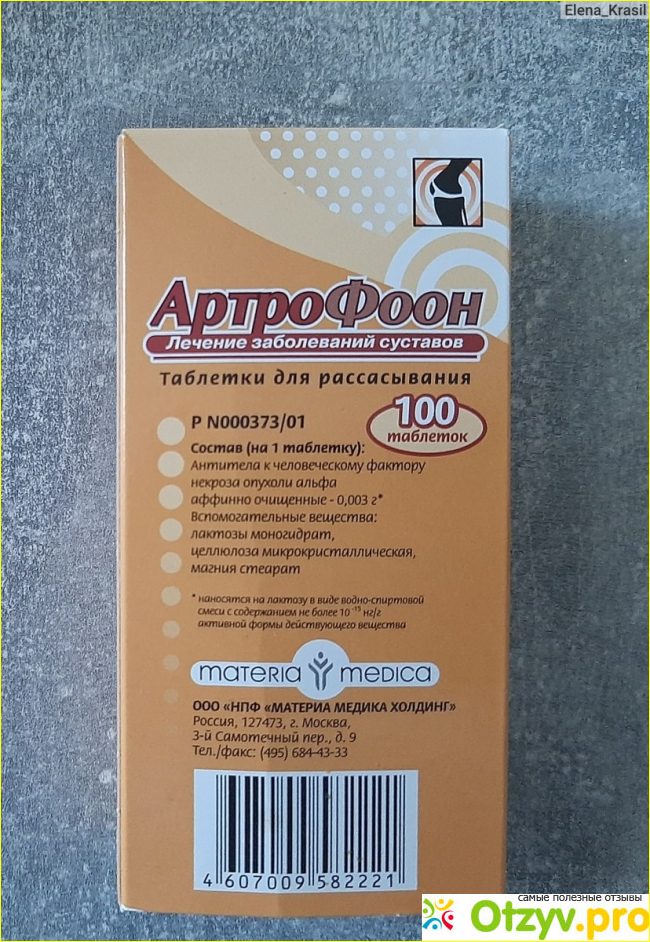 Elena_Krasil
АртроФоон
Лечение заболеваний суставов
Таблетки для рассасывания
100
таблеток
Р N000373/01
Состав (на 1 таблетку):
Антитела к человеческому фактору
некроза опухоли альфа
аффинно очищенные - 0,003 г*
Вспомогательные вещества:
лактозы моногидрат,
целлюлоза микрокристаллическая,
магния стеарат
* наносятся на лактозу в виде водно-спиртовой
смеси с содержанием не более 10⁻¹⁵ нг/г
активной формы действующего вещества
materia medica
ООО «НПФ «МАТЕРИА МЕДИКА ХОЛДИНГ»
Россия, 127473, г. Москва,
3-й Самотечный пер., д. 9
Тел./факс: (495) 684-43-33
4 607009 582221
самые полезные отзывы
Otzyv.pro